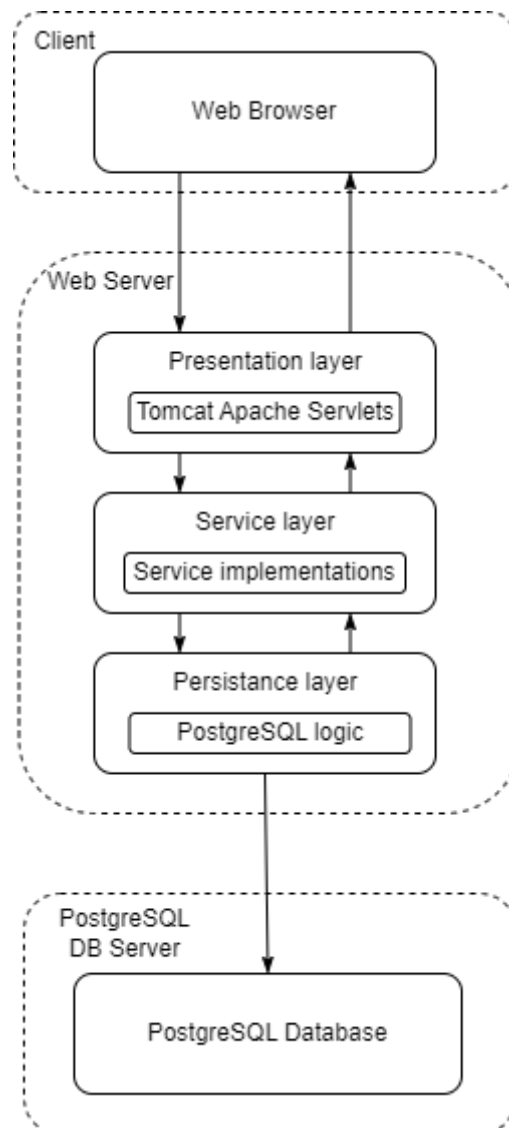 Client
Web Browser
Web Server
Presentation layer
Tomcat Apache Servlets
Service layer
Service implementations
Persistance layer
PostgreSQL logic
PostgreSQL
DB Server
PostgreSQL Database